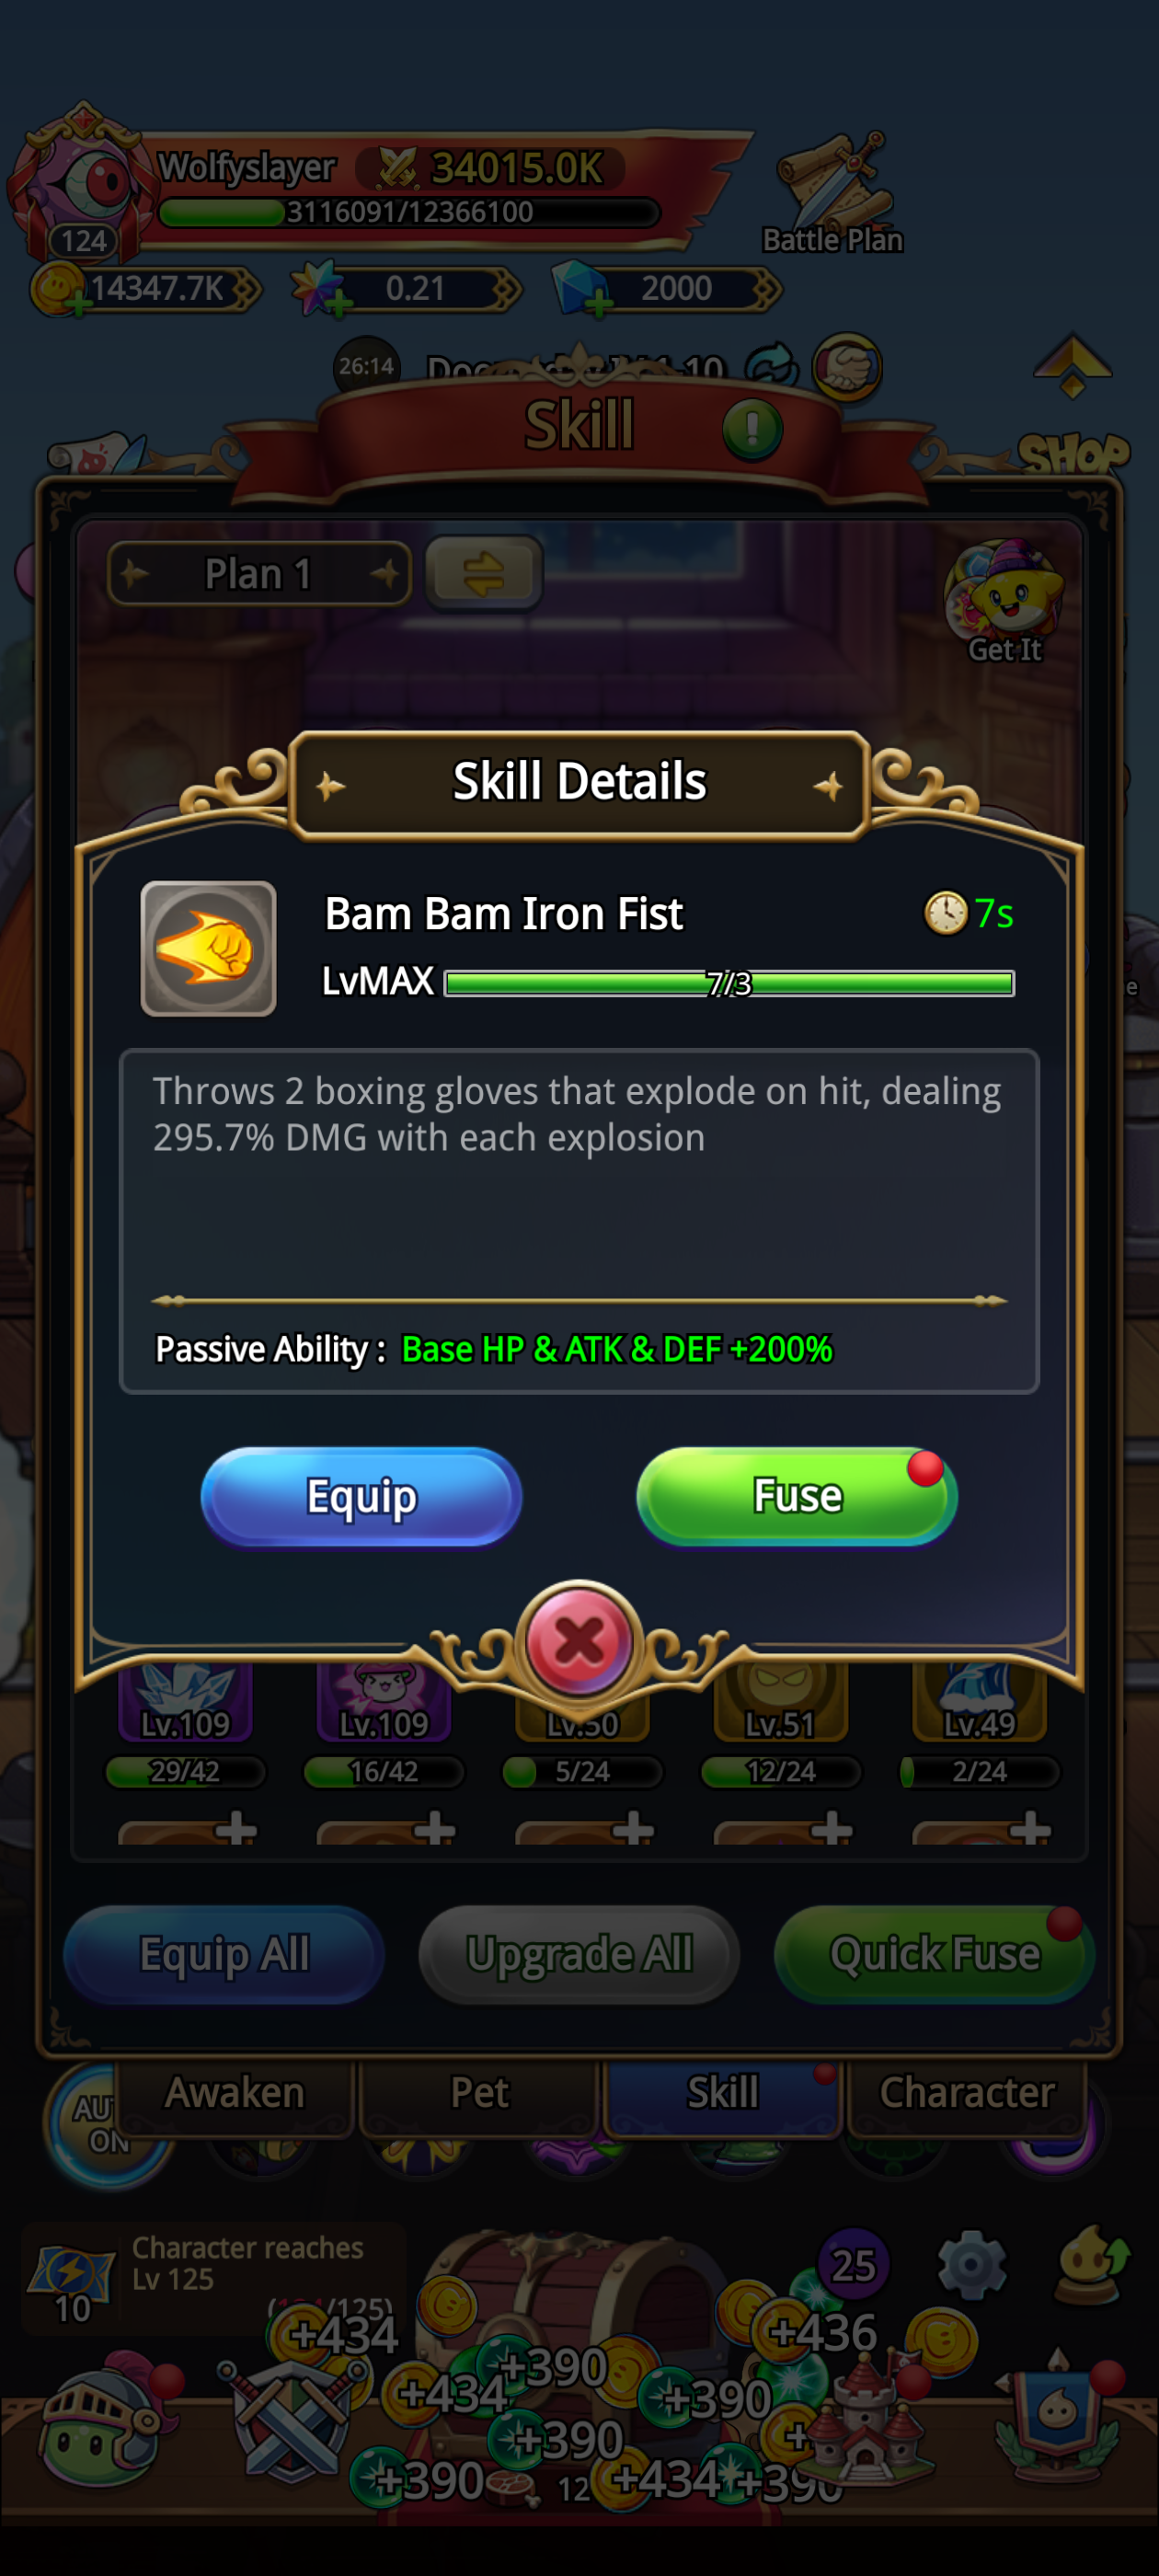 Wolfyslayer
34015.0K
3116091/12366100
124
Battle Plan
14347.7K
0.21
2000
26:14
Skill
SHOP
Plan 1
Get It
Skill Details
Bam Bam Iron Fist
7s
LvMAX
7/3
Throws 2 boxing gloves that explode on hit, dealing
295.7% DMG with each explosion
Passive Ability : Base HP & ATK & DEF +200%
Equip
Fuse
Lv.109
Lv.109
Lv.50
Lv.51
Lv.49
29/42
16/42
5/24
12/24
2/24
Equip All
Upgrade All
Quick Fuse
Awaken
Pet
Skill
Character
ON
Character reaches
Lv 125
10
25
+434
+436
+390
+434
+390
+390
+390
12
+434